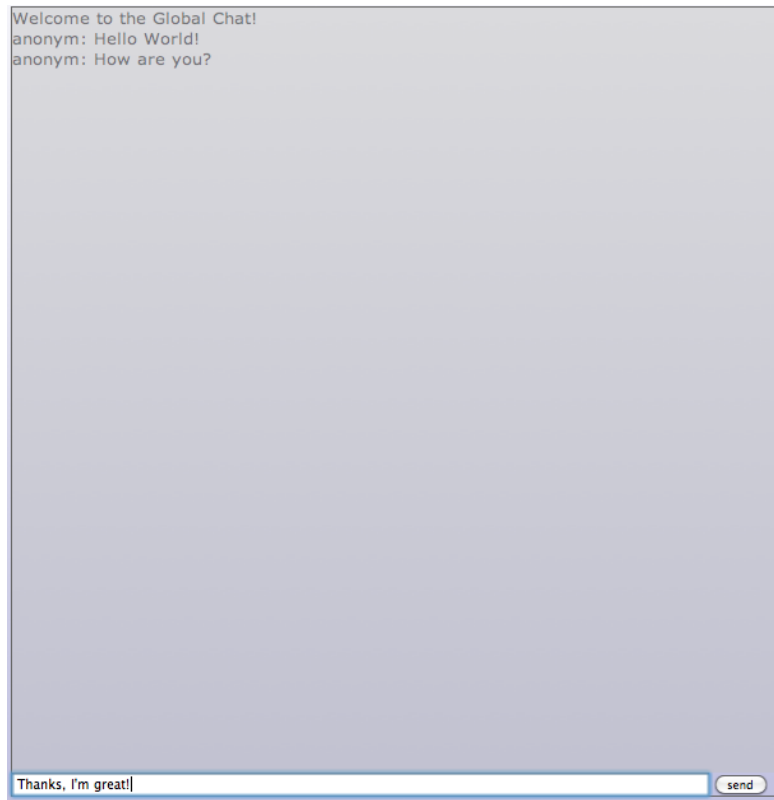 Welcome to the Global Chat!
anonym: Hello World!
anonym: How are you?
Thanks, I'm great!
send